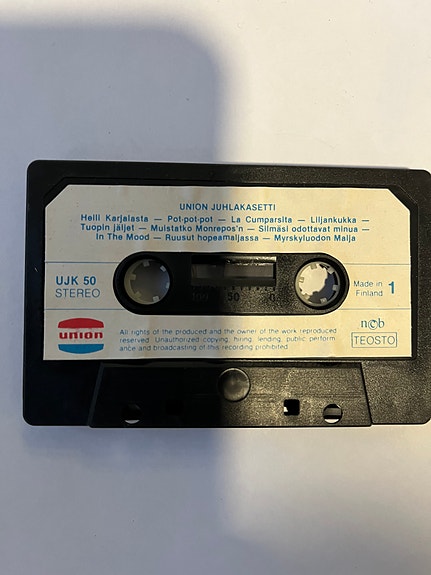 UNION JUHLAKASETTI
Helli Karjalasta — Pot-pot-pot — La Cumparsita — Liljankukka —
Tuopin jäljet — Muistatko Monrepos'n — Silmäsi odottavat minua —
In The Mood — Ruusut hopeamaljassa — Myrskyluodon Maija
UJK 50
STEREO
100 50 0
Made in
Finland 1
union
All rights of the produced and the owner of the work reproduced
reserved. Unauthorized copying, hiring, lending, public perform
ance and broadcasting of this recording prohibited.
n©b
TEOSTO